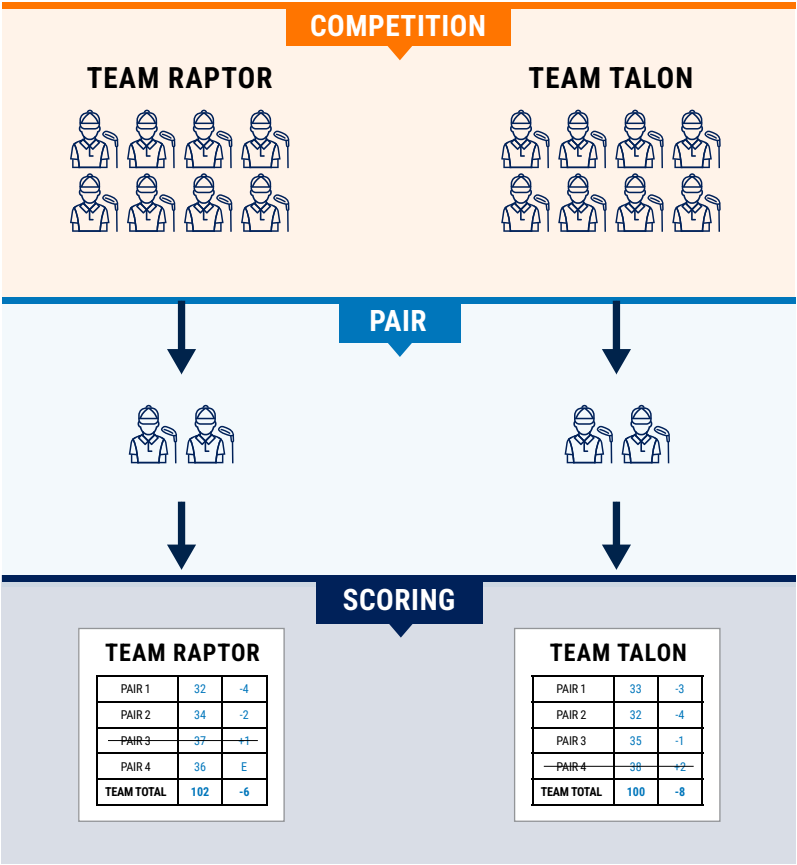 COMPETITION
TEAM RAPTOR
TEAM TALON
PAIR
SCORING
TEAM RAPTOR
PAIR 1 32 -4
PAIR 2 34 -2
PAIR 3 37 +1
PAIR 4 36 E
TEAM TOTAL 102 -6
TEAM TALON
PAIR 1 33 -3
PAIR 2 32 -4
PAIR 3 35 -1
PAIR 4 38 +2
TEAM TOTAL 100 -8